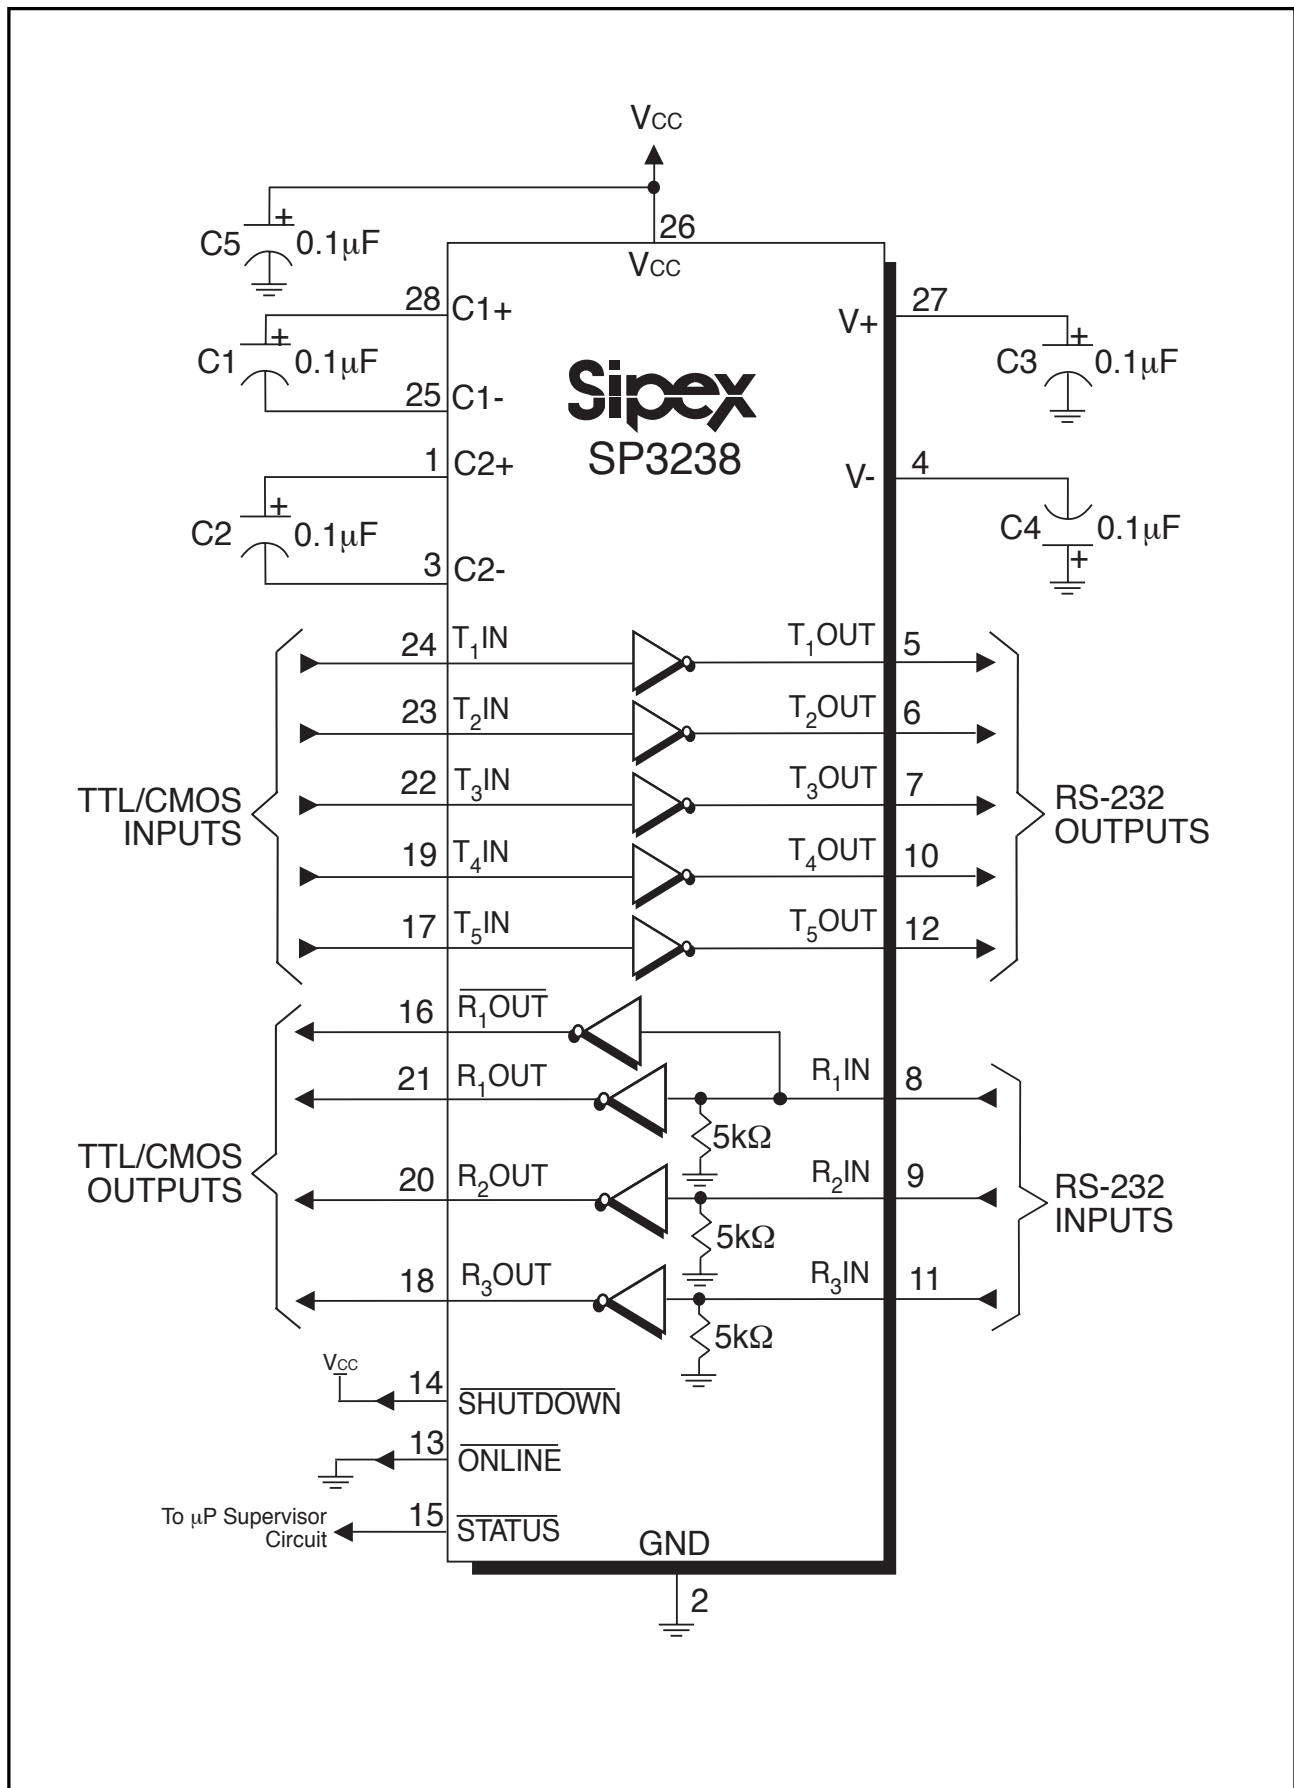 VCC
26
C5
+
0.1µF
VCC
28
C1+
V+
27
C1
+
0.1µF
C3
+
0.1µF
25
C1-
Sipex
SP3238
1
C2+
V-
4
C2
+
0.1µF
C4
0.1µF
+
3
C2-
24
T1IN
T1OUT
5
23
T2IN
T2OUT
6
22
T3IN
T3OUT
7
TTL/CMOS
INPUTS
RS-232
OUTPUTS
19
T4IN
T4OUT
10
17
T5IN
T5OUT
12
16
R1OUT
21
R1OUT
R1IN
8
5kΩ
TTL/CMOS
OUTPUTS
20
R2OUT
R2IN
9
RS-232
INPUTS
5kΩ
18
R3OUT
R3IN
11
5kΩ
VCC
14
SHUTDOWN
13
ONLINE
To µP Supervisor
Circuit
15
STATUS
GND
2